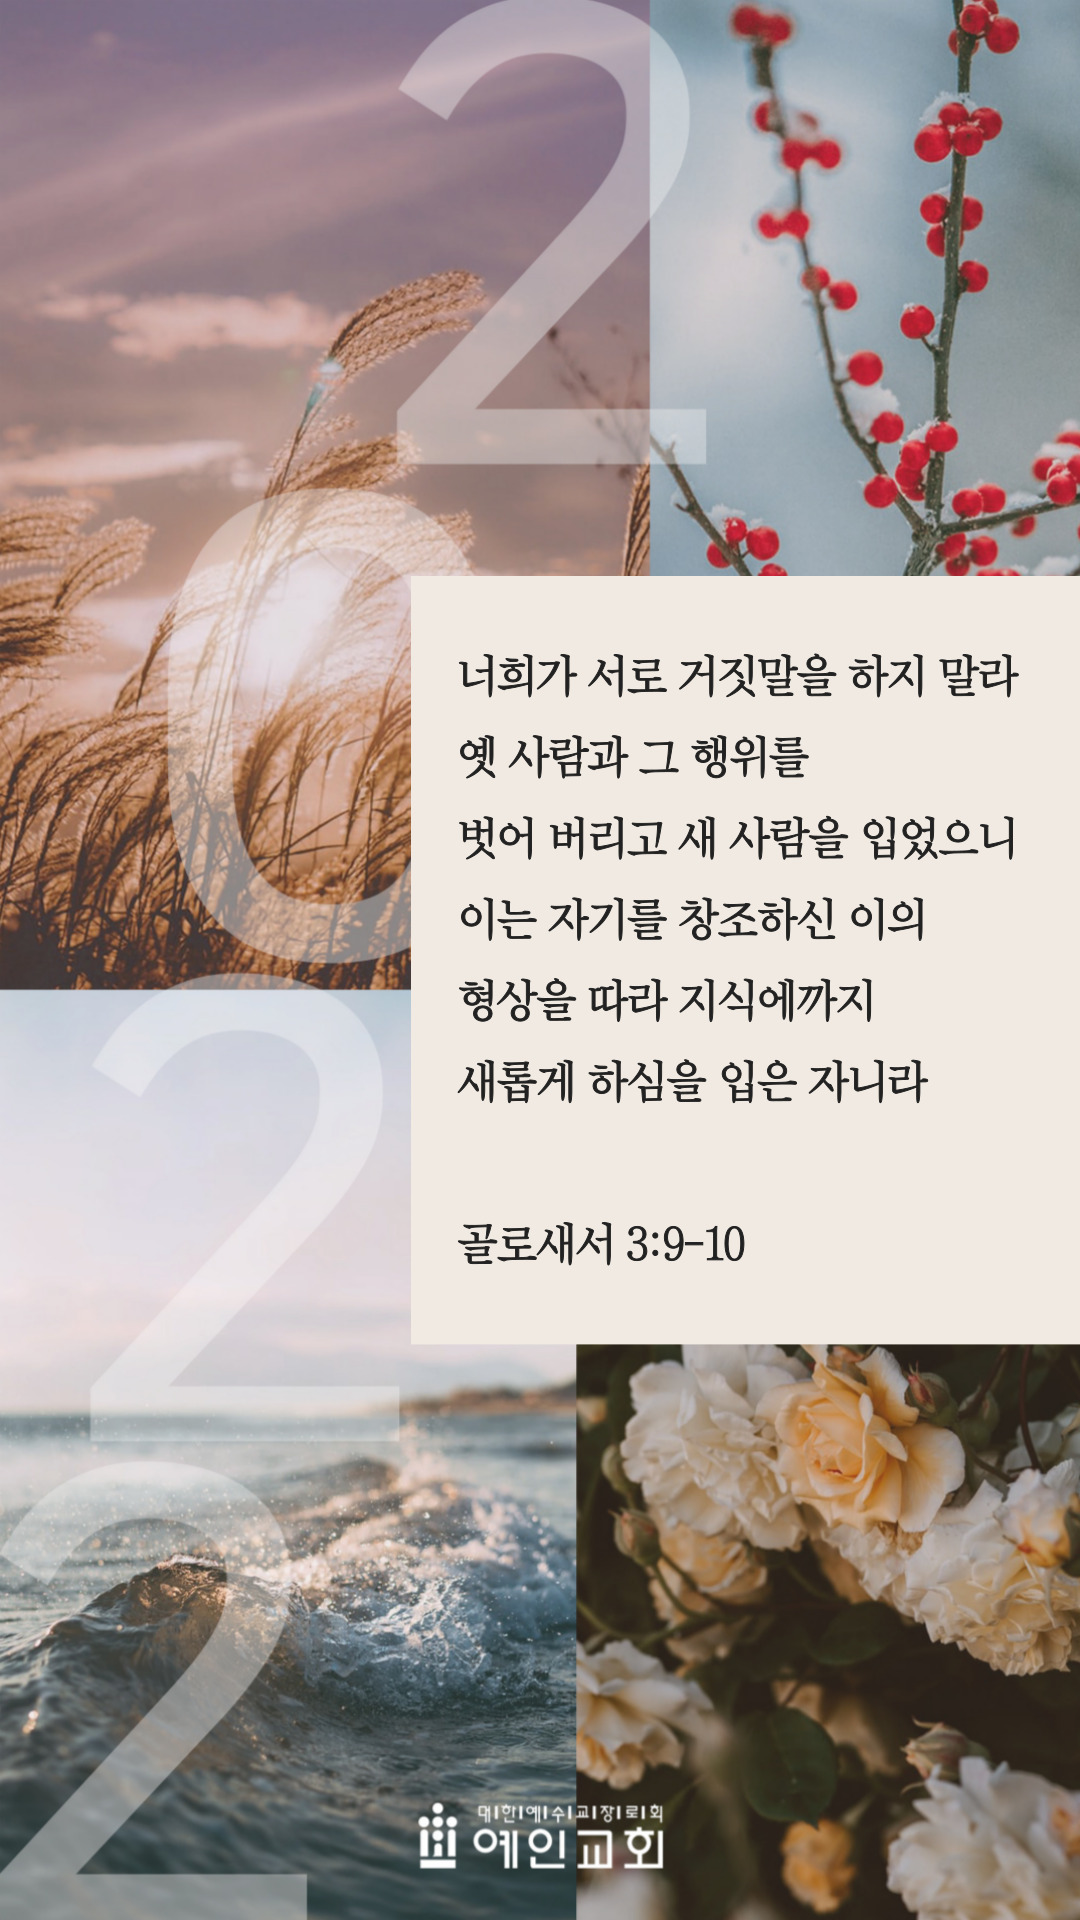 2
0
2
2
너희가 서로 거짓말을 하지 말라
옛 사람과 그 행위를
벗어 버리고 새 사람을 입었으니
이는 자기를 창조하신 이의
형상을 따라 지식에까지
새롭게 하심을 입은 자니라
골로새서 3:9-10
대한예수교장로회
예인교회